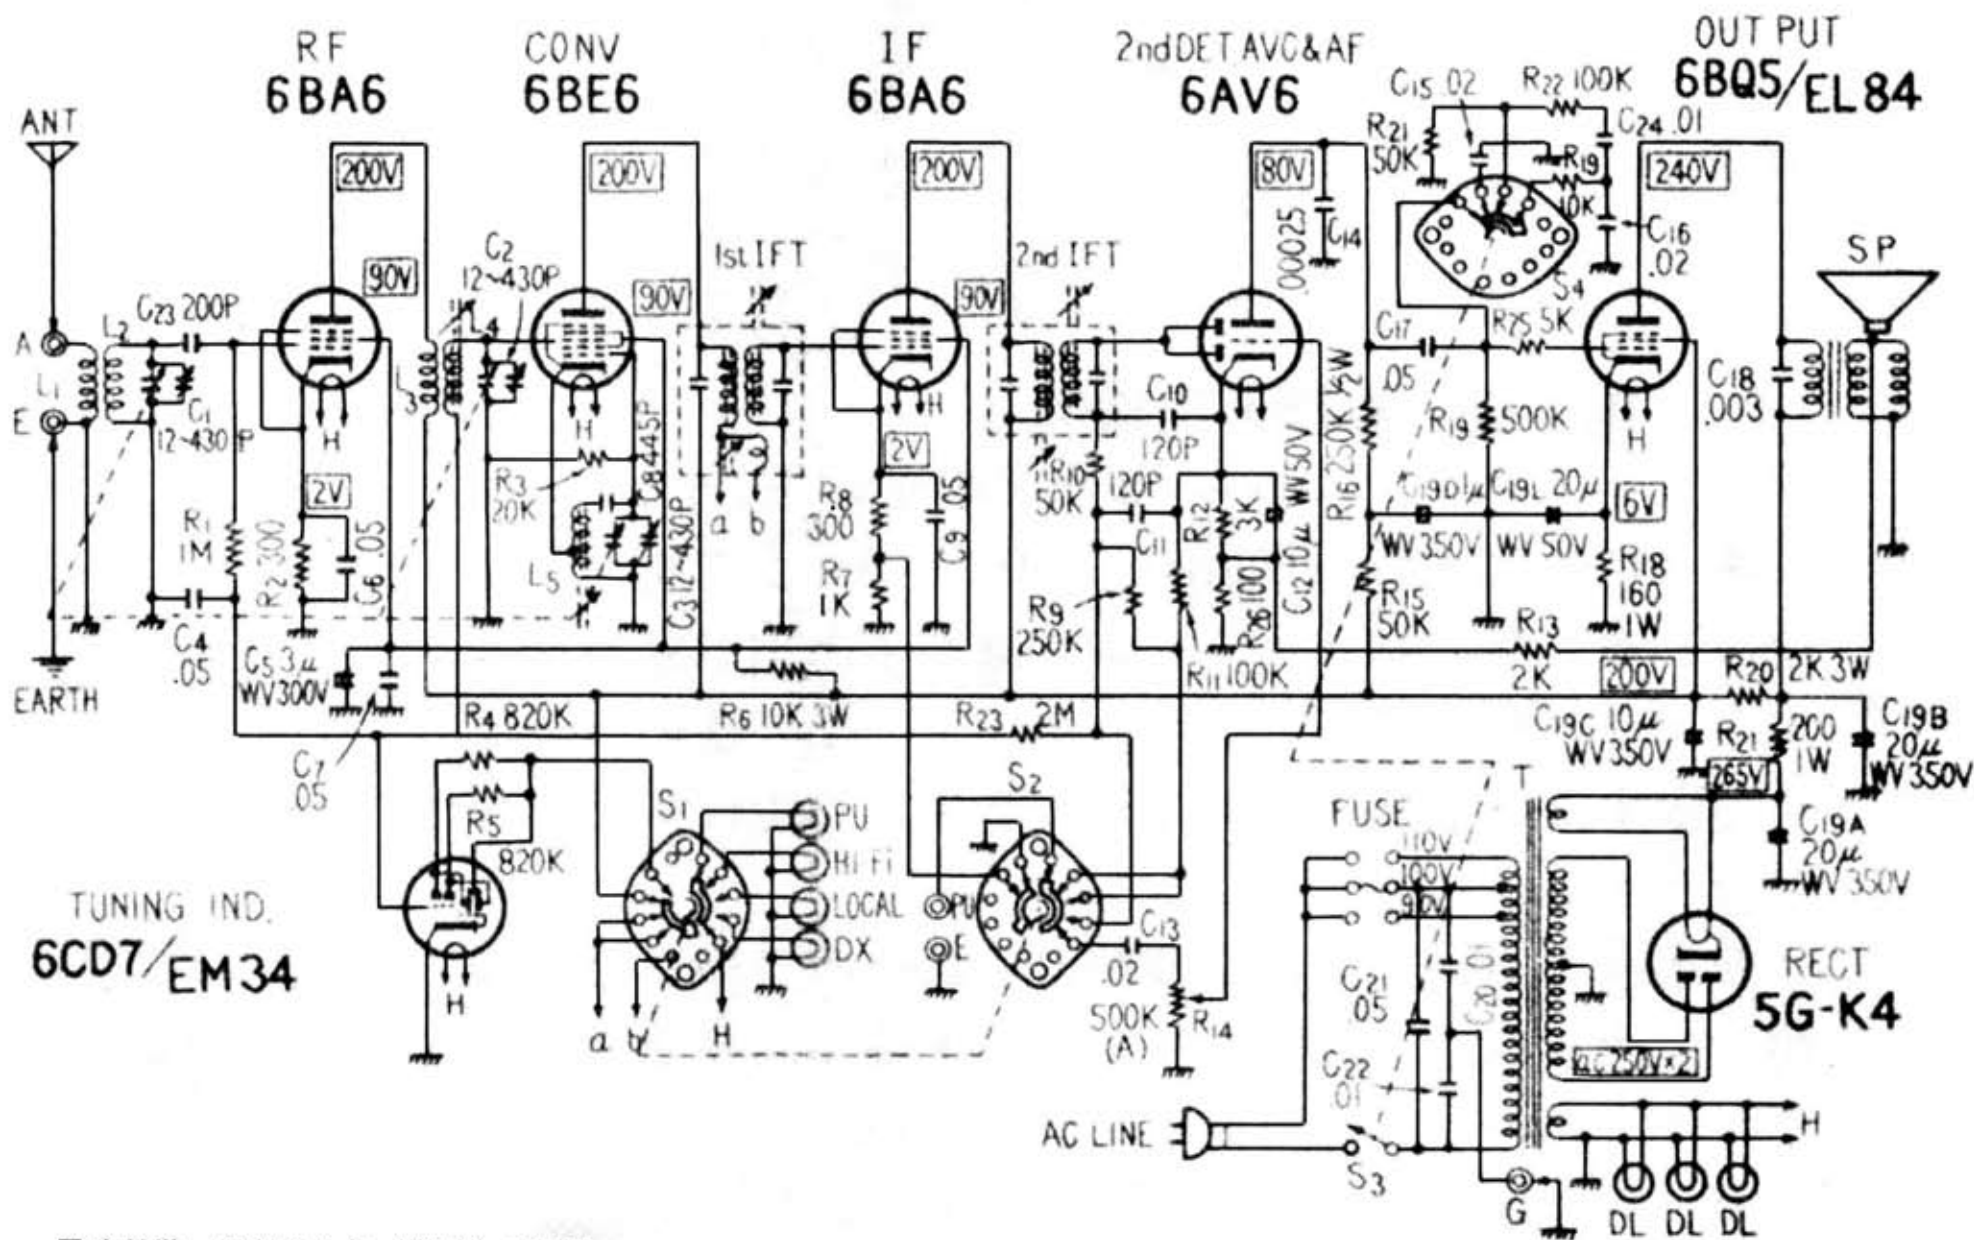 RF
6BA6
CONV
6BE6
IF
6BA6
2nd DET AVC&AF
6AV6
OUT PUT
6BQ5/EL84
ANT
200V
200V
200V
80V
240V
90V
90V
90V
C15 .02
R22 100K
C24 .01
R21
50K
R19
10K
C16
.02
S4
C14
.00025
C2
12~430P
1st IFT
2nd IFT
SP
C23 200P
A
L1
E
L2
C1
12~430P
L3
L4
C17
.05
R25 5K
C18
.003
C10
120P
R19
500K
H
H
H
H
2V
2V
6V
R1
1M
R2 300
C6 .05
R3
20K
C8 445P
L5
C3 12~430P
a
b
R8
300
R7
1K
C9 .05
R10
50K
120P
C11
R12
3K
R26 100
C12 10μ WV50V
R16 250K ½W
C19D 1μ
WV350V
C19L 20μ
WV 50V
R18
160
1W
R9
250K
R11 100K
R15
50K
R13
2K
EARTH
C4
.05
C5 3μ
WV300V
C7
.05
R4 820K
R6 10K 3W
R23 2M
200V
R20 2K 3W
C19C 10μ
WV350V
R21
200
1W
265V
C19B
20μ
WV350V
C19A
20μ
WV350V
R5
820K
S1
PU
HI Fi
LOCAL
DX
S2
PU
E
C13
.02
500K
(A)
R14
TUNING IND.
6CD7/EM34
H
a
b
H
FUSE
110V
100V
90V
T
C21
.05
C20 .01
C22
.01
RECT
5G-K4
AC 250V×2
AC LINE
S3
G
H
DL DL DL